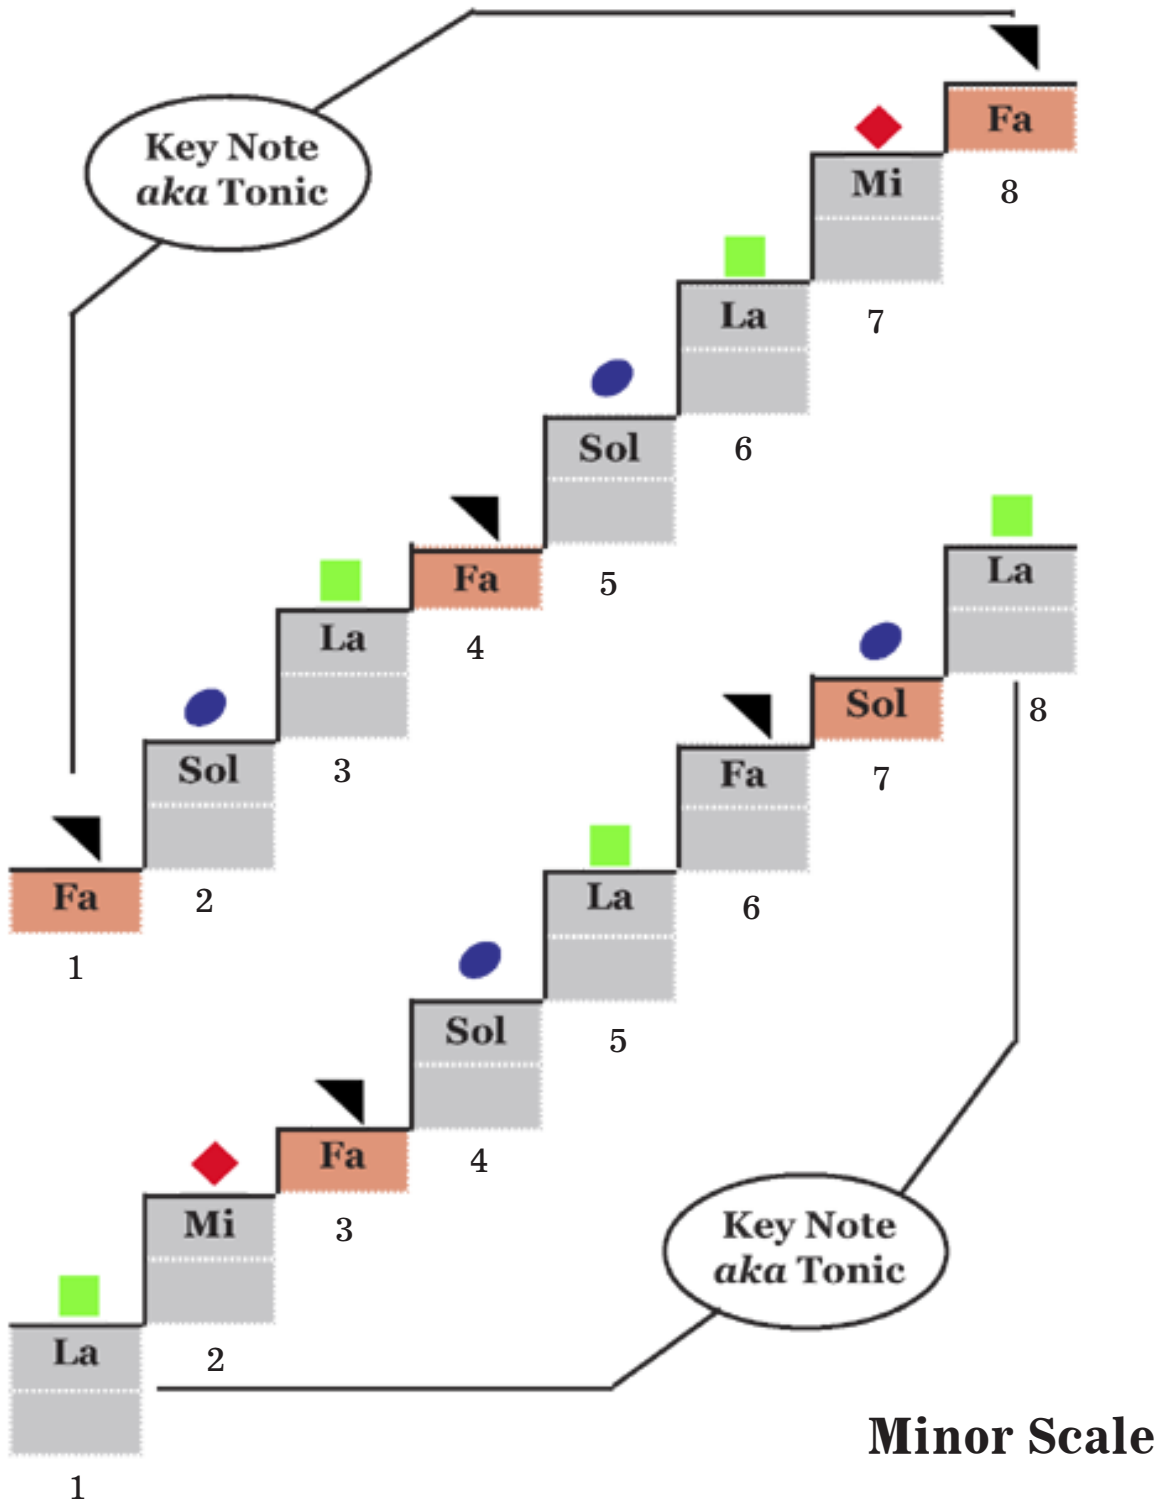 Key Note
aka Tonic
Fa
8
Mi
7
La
6
Sol
5
Fa
4
La
3
Sol
2
Fa
1
La
8
Sol
7
Fa
6
La
5
Sol
4
Fa
3
Mi
2
La
1
Key Note
aka Tonic
Minor Scale